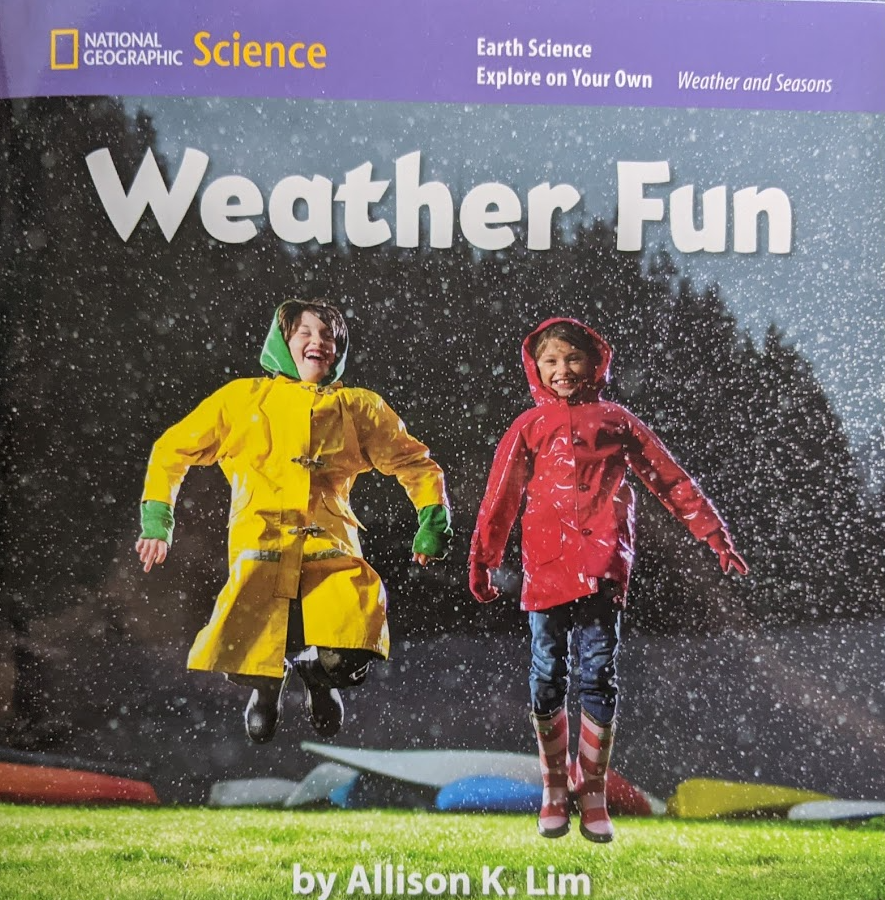 NATIONAL
GEOGRAPHIC
Science
Earth Science
Explore on Your Own Weather and Seasons
Weather Fun
by Allison K. Lim